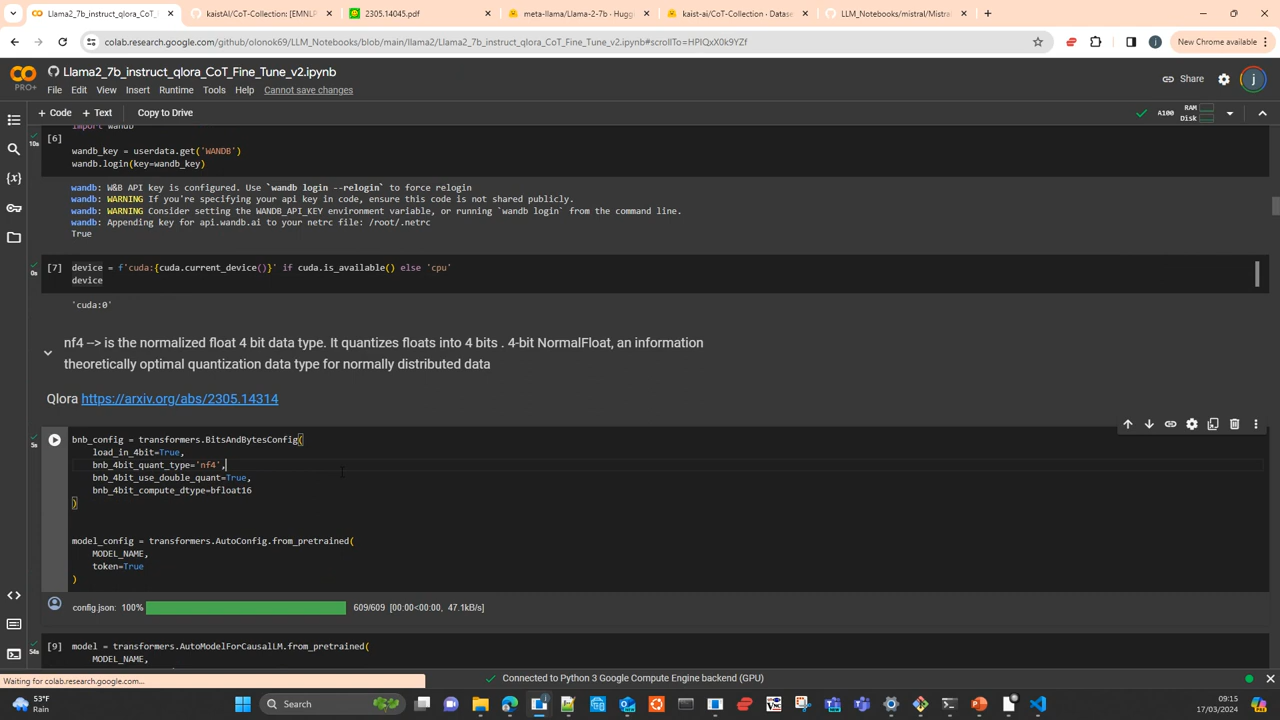 Llama2_7b_instruct_qlora_CoT_
kaistAI/CoT-Collection: [EMNLP
2305.14045.pdf
meta-llama/Llama-2-7b · Hugg
kaist-ai/CoT-Collection · Datase
LLM_Notebooks/mistral/Mistra
colab.research.google.com/github/olonok69/LLM_Notebooks/blob/main/llama2/Llama2_7b_instruct_qlora_CoT_Fine_Tune_v2.ipynb#scrollTo=HPIQxX0k9YZf
New Chrome available
Llama2_7b_instruct_qlora_CoT_Fine_Tune_v2.ipynb
PRO+
File Edit View Insert Runtime Tools Help Cannot save changes
Share
j
+ Code + Text Copy to Drive
A100 RAM Disk
import wandb
[6]
10s
wandb_key = userdata.get('WANDB')
wandb.login(key=wandb_key)
wandb: W&B API key is configured. Use `wandb login --relogin` to force relogin
wandb: WARNING If you're specifying your api key in code, ensure this code is not shared publicly.
wandb: WARNING Consider setting the WANDB_API_KEY environment variable, or running `wandb login` from the command line.
wandb: Appending key for api.wandb.ai to your netrc file: /root/.netrc
True
[7] device = f'cuda:{cuda.current_device()}' if cuda.is_available() else 'cpu'
0s
device
'cuda:0'
nf4 --> is the normalized float 4 bit data type. It quantizes floats into 4 bits . 4-bit NormalFloat, an information
theoretically optimal quantization data type for normally distributed data
Qlora https://arxiv.org/abs/2305.14314
5s
bnb_config = transformers.BitsAndBytesConfig(
load_in_4bit=True,
bnb_4bit_quant_type='nf4',
bnb_4bit_use_double_quant=True,
bnb_4bit_compute_dtype=bfloat16
)
model_config = transformers.AutoConfig.from_pretrained(
MODEL_NAME,
token=True
)
config.json: 100% 609/609 [00:00<00:00, 47.1kB/s]
[9] model = transformers.AutoModelForCausalLM.from_pretrained(
54s
MODEL_NAME,
Waiting for colab.research.google.com...
Connected to Python 3 Google Compute Engine backend (GPU)
53°F
Rain
Search
09:15
17/03/2024